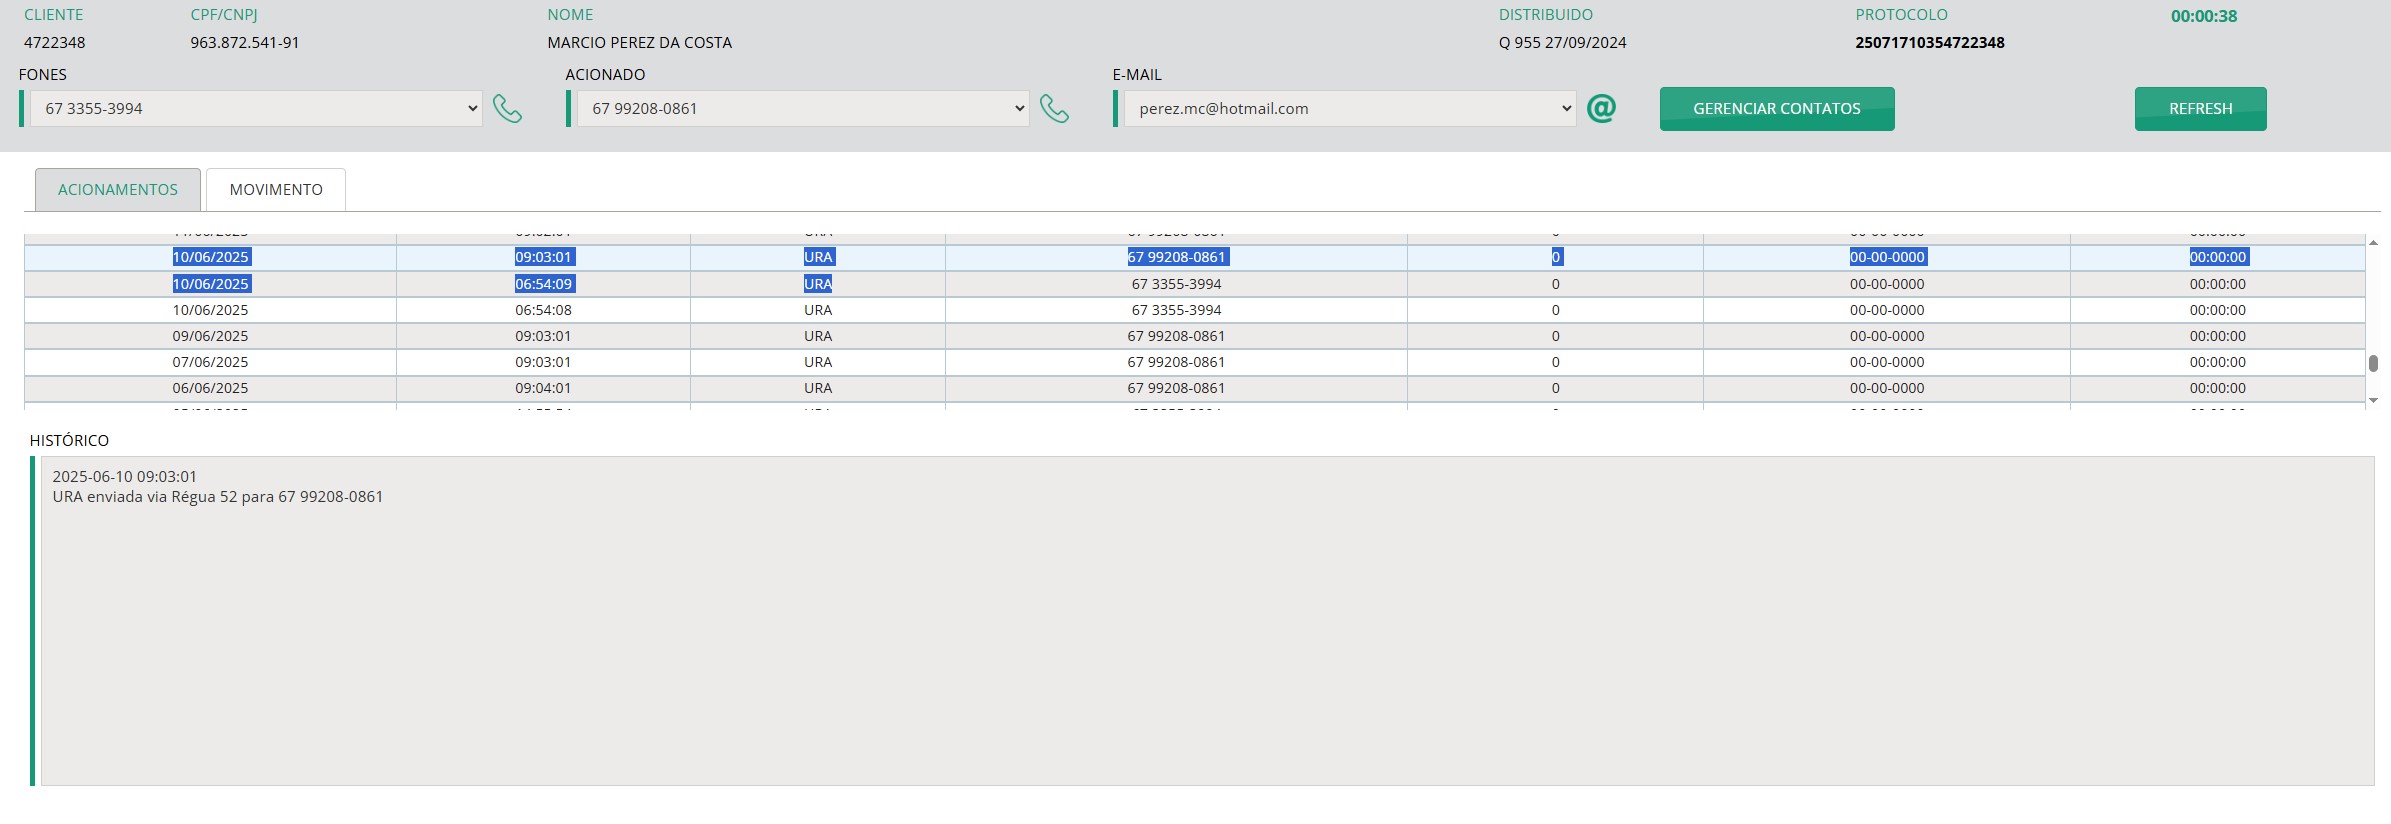 CLIENTE CPF/CNPJ NOME DISTRIBUIDO PROTOCOLO 00:00:38
4722348 963.872.541-91 MARCIO PEREZ DA COSTA Q 955 27/09/2024 25071710354722348
FONES ACIONADO E-MAIL
67 3355-3994 67 99208-0861 perez.mc@hotmail.com @ GERENCIAR CONTATOS REFRESH
ACIONAMENTOS MOVIMENTO
10/06/2025 09:03:01 URA 67 99208-0861 0 00-00-0000 00:00:00
10/06/2025 06:54:09 URA 67 3355-3994 0 00-00-0000 00:00:00
10/06/2025 06:54:08 URA 67 3355-3994 0 00-00-0000 00:00:00
09/06/2025 09:03:01 URA 67 99208-0861 0 00-00-0000 00:00:00
07/06/2025 09:03:01 URA 67 99208-0861 0 00-00-0000 00:00:00
06/06/2025 09:04:01 URA 67 99208-0861 0 00-00-0000 00:00:00
HISTÓRICO
2025-06-10 09:03:01
URA enviada via Régua 52 para 67 99208-0861